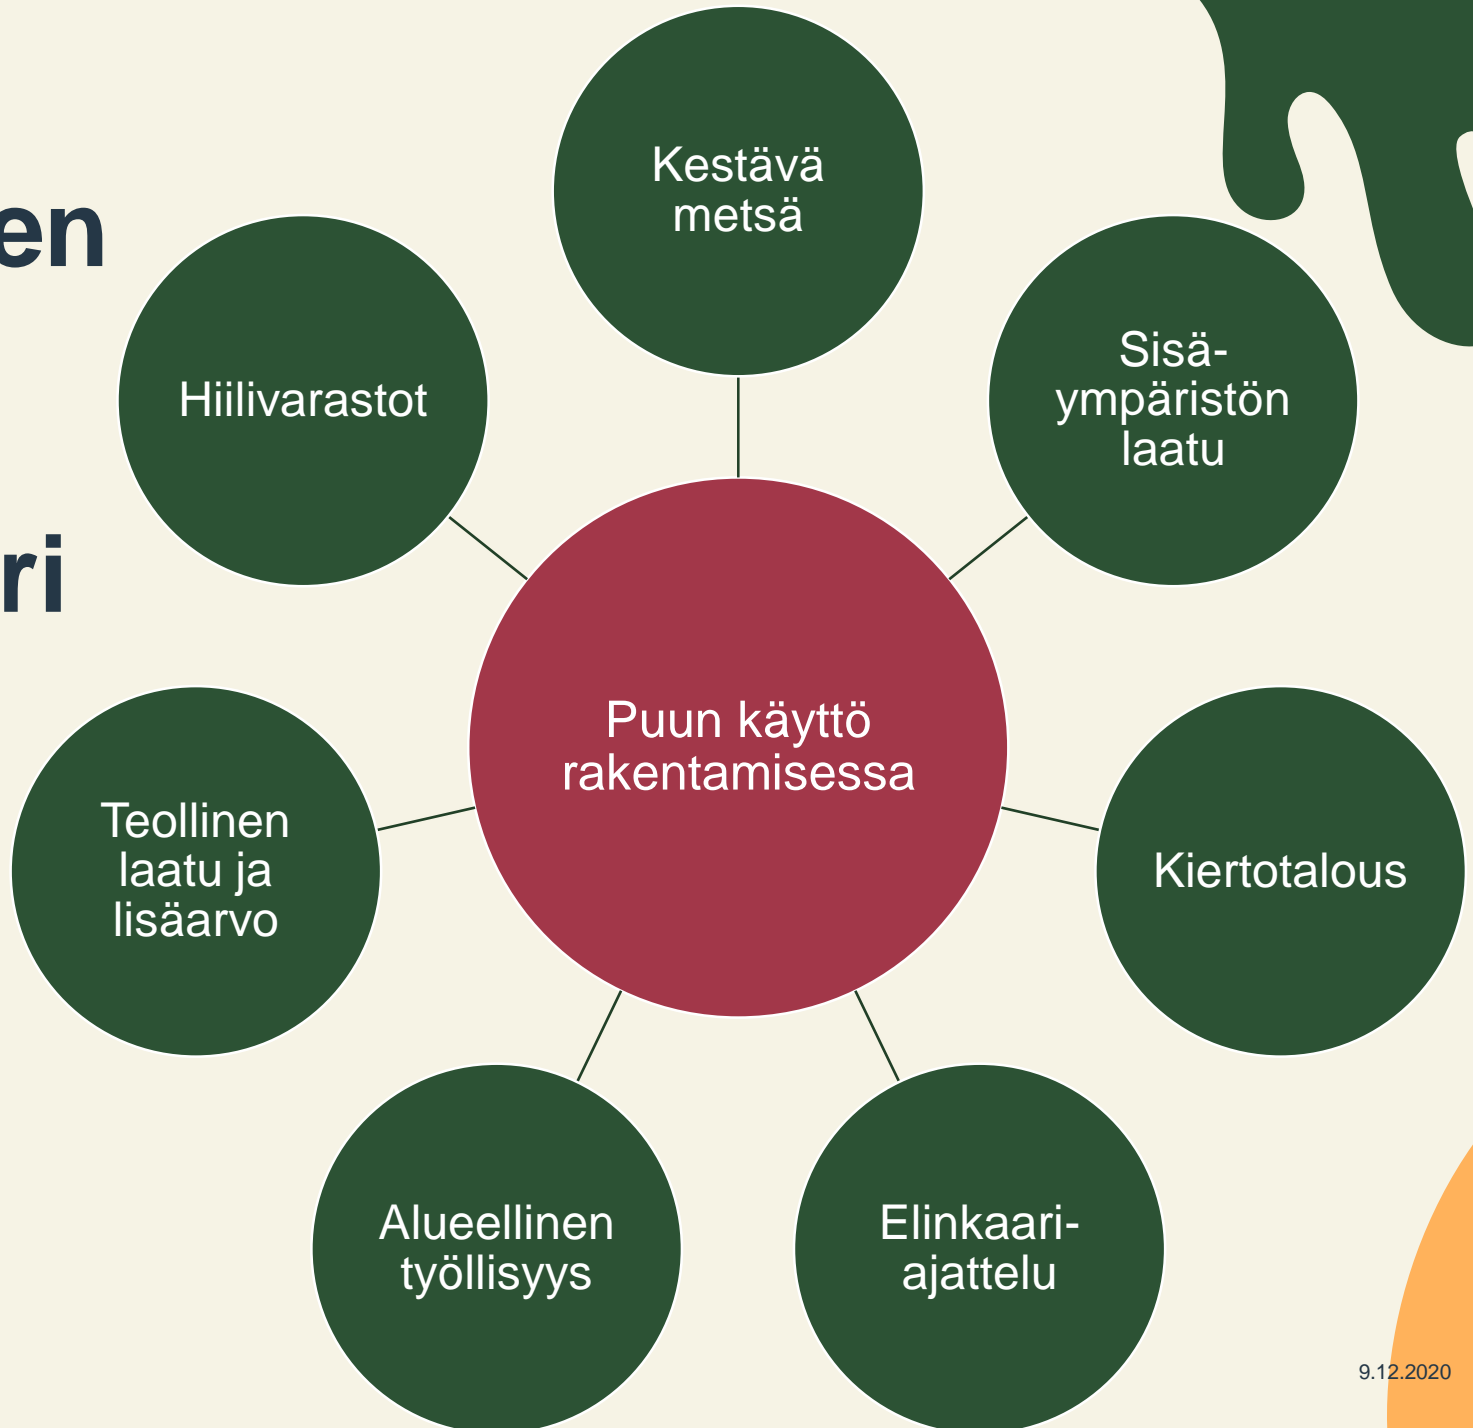 en
ri
Kestävä
metsä
Sisä-
ympäristön
laatu
Kiertotalous
Elinkaari-
ajattelu
Alueellinen
työllisyys
Teollinen
laatu ja
lisäarvo
Hiilivarastot
Puun käyttö
rakentamisessa
9.12.2020